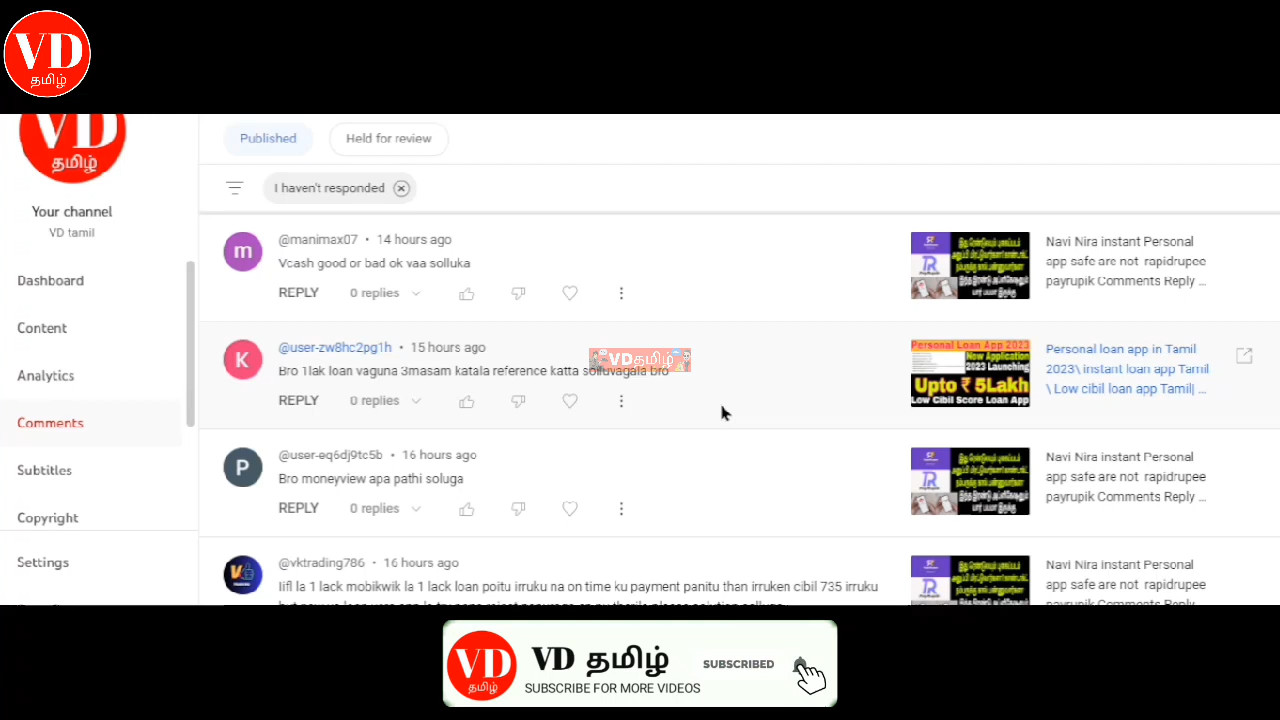 VD
தமிழ்
VD
தமிழ்
Your channel
VD tamil
Dashboard
Content
Analytics
Comments
Subtitles
Copyright
Settings
Published
Held for review
I haven't responded
m
@manimax07 • 14 hours ago
Vcash good or bad ok vaa solluka
REPLY 0 replies
Navi Nira instant Personal
app safe are not rapidrupee
payrupik Comments Reply ...
K
@user-zw8hc2pg1h • 15 hours ago
VDதமிழ்
Bro 1lak loan vaguna 3masam katala reference katta solluvagala bro
REPLY 0 replies
Personal Loan App 2023
Now Application
2023 Launching
Upto ₹ 5Lakh
Low Cibil Score Loan App
Personal loan app in Tamil
2023\ instant loan app Tamil
\ Low cibil loan app Tamil| ...
P
@user-eq6dj9tc5b • 16 hours ago
Bro moneyview apa pathi soluga
REPLY 0 replies
Navi Nira instant Personal
app safe are not rapidrupee
payrupik Comments Reply ...
@vktrading786 • 16 hours ago
Iifl la 1 lack mobikwik la 1 lack loan poitu irruku na on time ku payment panitu than irruken cibil 735 irruku
Navi Nira instant Personal
app safe are not rapidrupee
VD
தமிழ்
VD தமிழ்
SUBSCRIBED
SUBSCRIBE FOR MORE VIDEOS